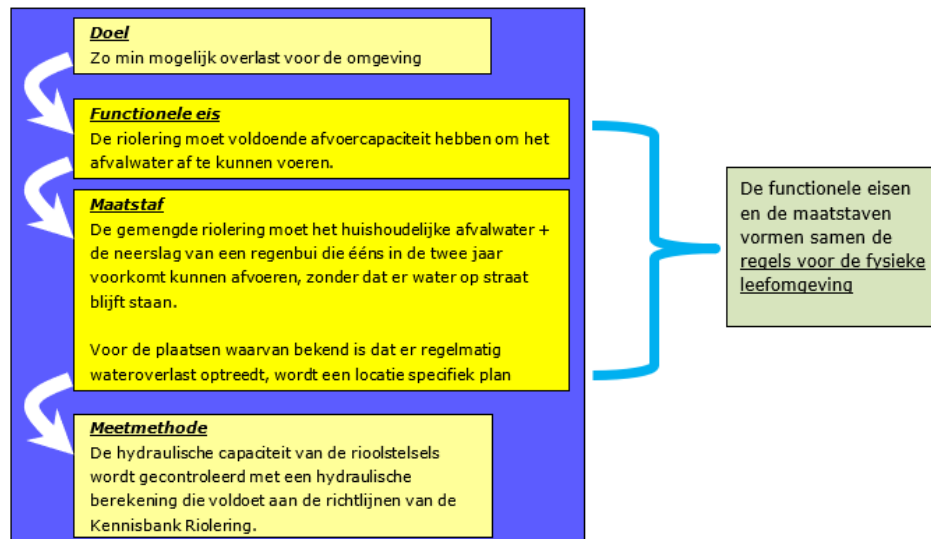 Doel
Zo min mogelijk overlast voor de omgeving
Functionele eis
De riolering moet voldoende afvoercapaciteit hebben om het
afvalwater af te kunnen voeren.
Maatstaf
De gemengde riolering moet het huishoudelijke afvalwater +
de neerslag van een regenbui die ééns in de twee jaar
voorkomt kunnen afvoeren, zonder dat er water op straat
blijft staan.
Voor de plaatsen waarvan bekend is dat er regelmatig
wateroverlast optreedt, wordt een locatie specifiek plan
Meetmethode
De hydraulische capaciteit van de rioolstelsels
wordt gecontroleerd met een hydraulische
berekening die voldoet aan de richtlijnen van de
Kennisbank Riolering.
De functionele eisen
en de maatstaven
vormen samen de
regels voor de fysieke
leefomgeving